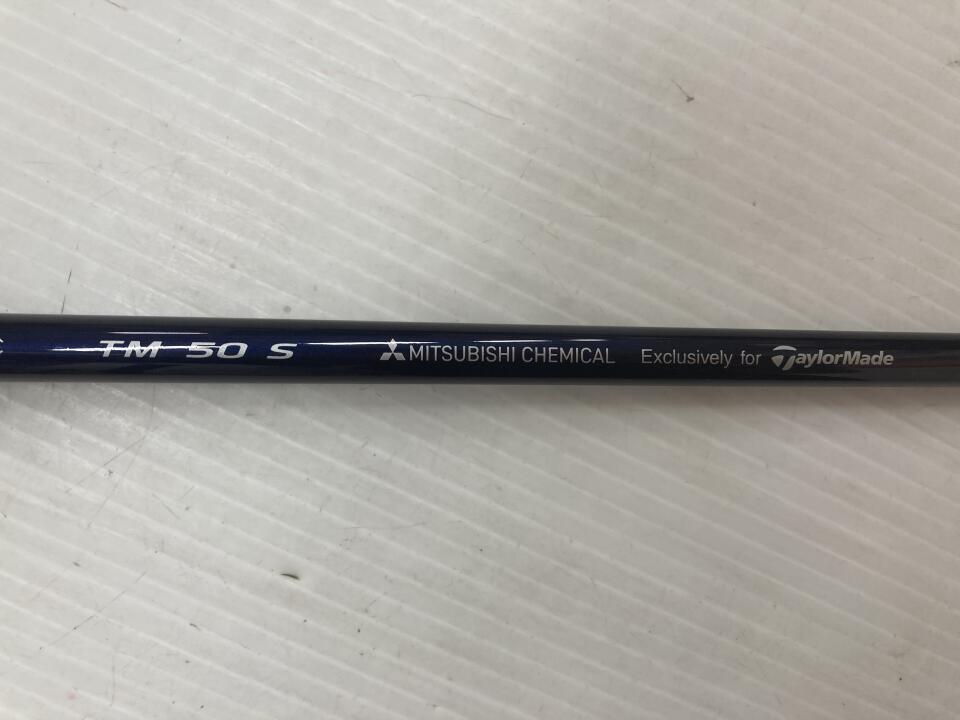 TM 50 S MITSUBISHI CHEMICAL Exclusively for TaylorMade